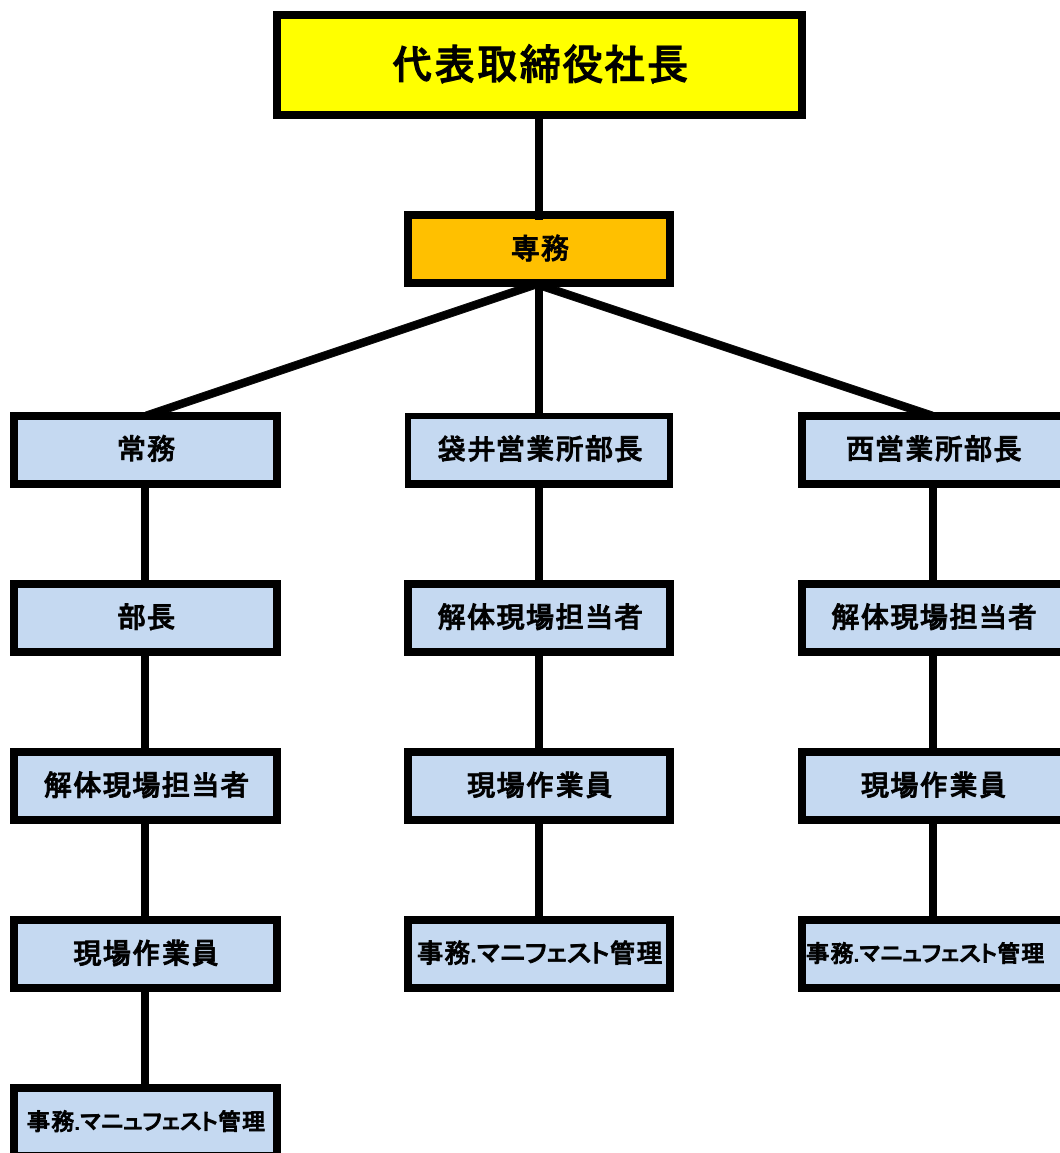 代表取締役社長
専務
常務
袋井営業所部長
西営業所部長
部長
解体現場担当者
解体現場担当者
解体現場担当者
現場作業員
現場作業員
現場作業員
事務.マニフェスト管理
事務.マニュフェスト管理
事務.マニュフェスト管理